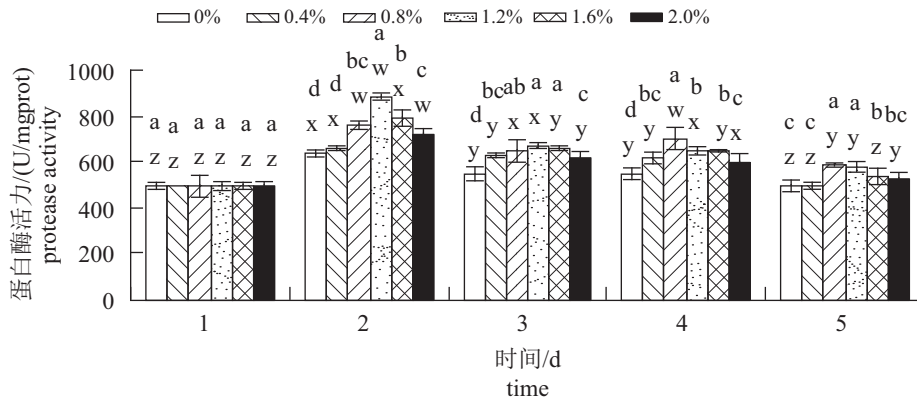 0% 0.4% 0.8% 1.2% 1.6% 2.0%
蛋白酶活力/(U/mgprot)
protease activity
1000
800
600
400
200
0
a a a a a a
z z z z z z
d d bc a b c
x x w w x w
d bc ab a a c
y y x x y y
d bc a b b c
y y w x y x
c c a a b bc
z z y y z y
1 2 3 4 5
时间/d
time